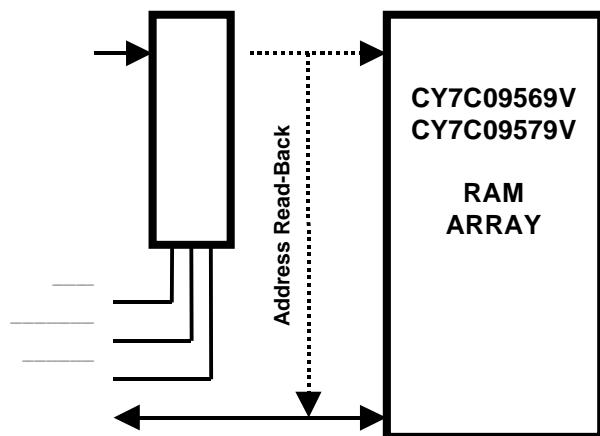 CY7C09569V
CY7C09579V
RAM
ARRAY
Address Read-Back